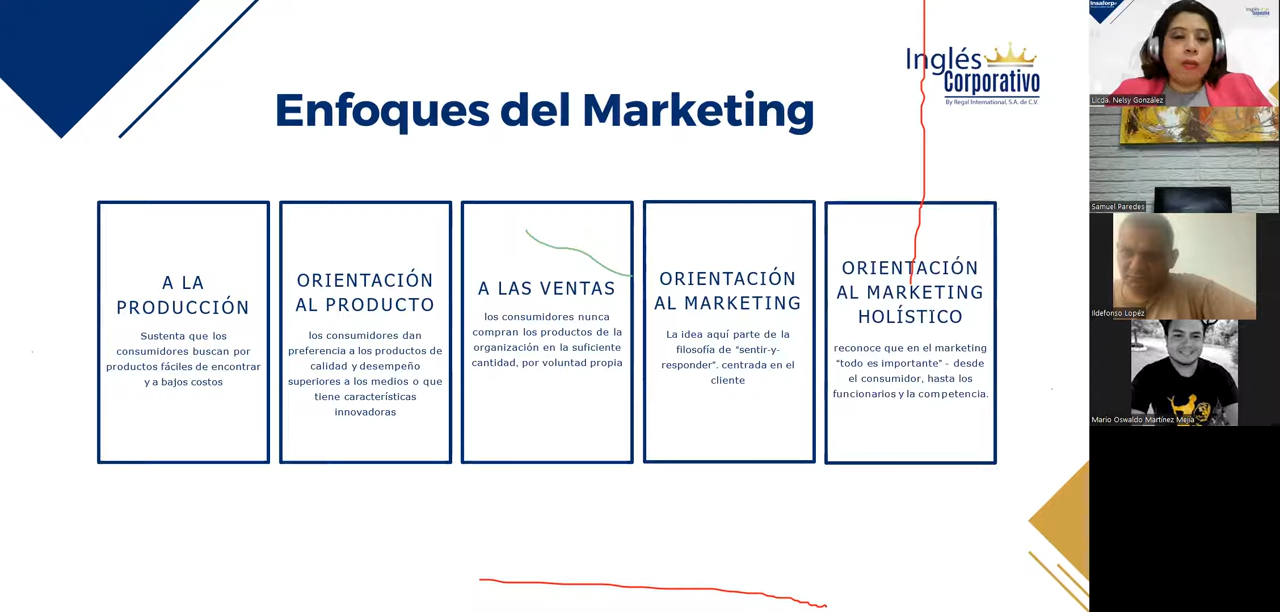 Insaforp
Inglés
Corporativo
By Regal International, S.A. de C.V.
Enfoques del Marketing
A LA
PRODUCCIÓN
Sustenta que los
consumidores buscan por
productos fáciles de encontrar
y a bajos costos
ORIENTACIÓN
AL PRODUCTO
los consumidores dan
preferencia a los productos de
calidad y desempeño
superiores a los medios o que
tiene características
innovadoras
A LAS VENTAS
los consumidores nunca
compran los productos de la
organización en la suficiente
cantidad, por voluntad propia
ORIENTACIÓN
AL MARKETING
La idea aquí parte de la
filosofía de "sentir-y-
responder". centrada en el
cliente
ORIENTACIÓN
AL MARKETING
HOLÍSTICO
reconoce que en el marketing
"todo es importante" - desde
el consumidor, hasta los
funcionarios y la competencia.
Licda. Nelsy González
Samuel Paredes
Ildefonso Lopéz
Mario Oswaldo Martínez Mejía